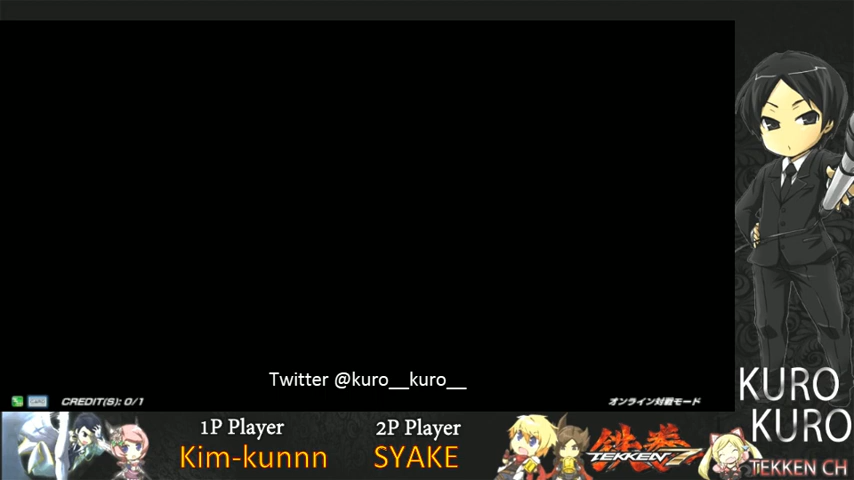 Twitter @kuro__kuro__
CREDIT(S): 0/1
オンライン対戦モード
1P Player
2P Player
Kim-kunnn
SYAKE
鉄拳
TEKKEN 7
KURO
KURO
TEKKEN CH